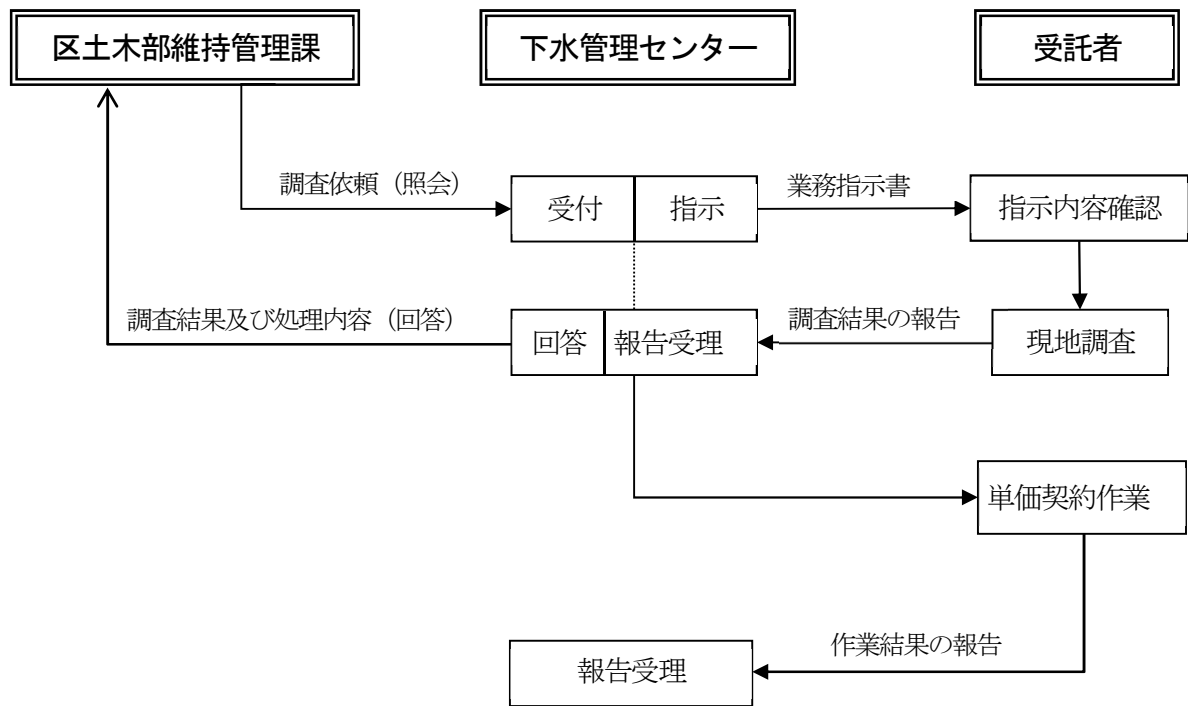 区土木部維持管理課
下水管理センター
受託者
調査依頼（照会）
受付
指示
業務指示書
指示内容確認
調査結果及び処理内容（回答）
回答
報告受理
調査結果の報告
現地調査
単価契約作業
作業結果の報告
報告受理